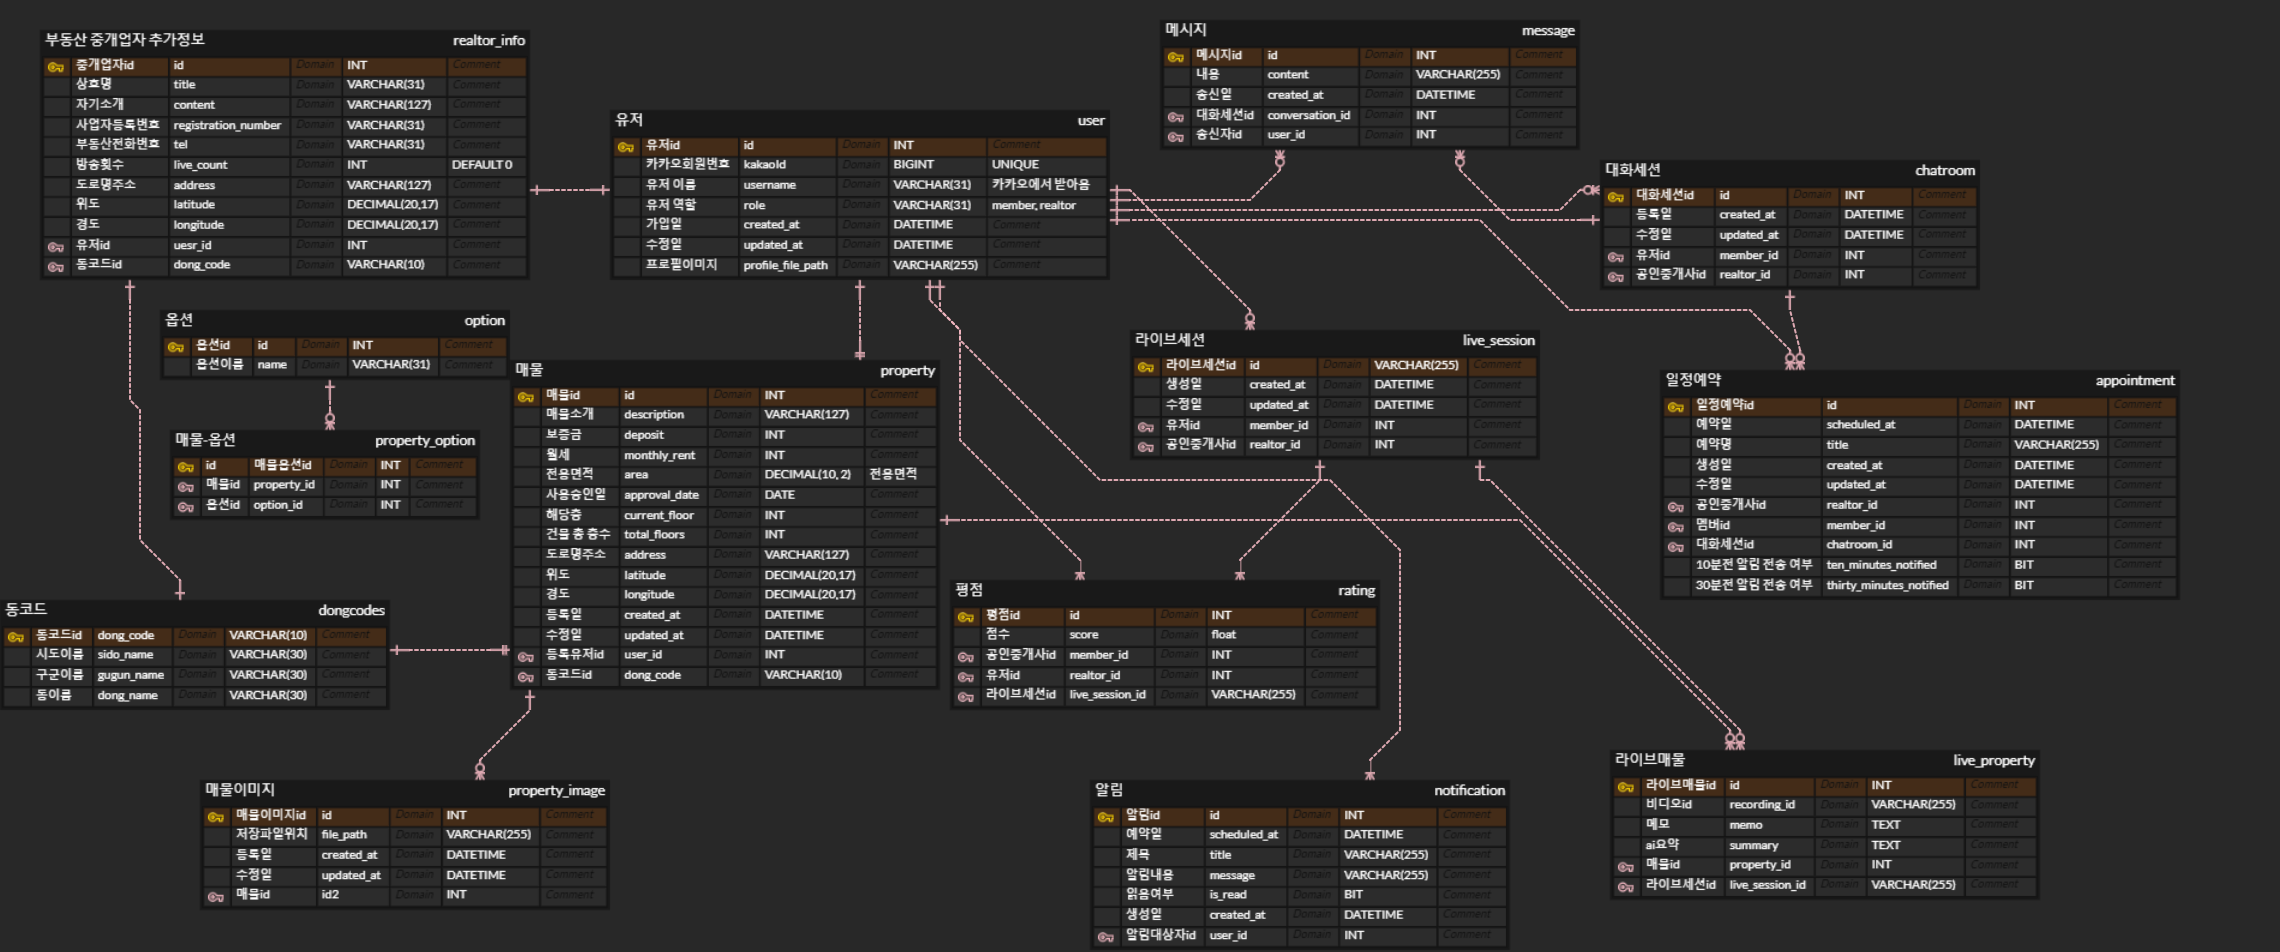 부동산 중개업자 추가정보 realtor_info
중개업자id id Domain INT Comment
상호명 title Domain VARCHAR(31) Comment
자기소개 content Domain VARCHAR(127) Comment
사업자등록번호 registration_number Domain VARCHAR(31) Comment
부동산전화번호 tel Domain VARCHAR(31) Comment
방송횟수 live_count Domain INT DEFAULT 0
도로명주소 address Domain VARCHAR(127) Comment
위도 latitude Domain DECIMAL(20,17) Comment
경도 longitude Domain DECIMAL(20,17) Comment
유저id uesr_id Domain INT Comment
동코드id dong_code Domain VARCHAR(10) Comment
유저 user
유저id id Domain INT Comment
카카오회원번호 kakaoId Domain BIGINT UNIQUE
유저 이름 username Domain VARCHAR(31) 카카오에서 받아옴
유저 역할 role Domain VARCHAR(31) member, realtor
가입일 created_at Domain DATETIME Comment
수정일 updated_at Domain DATETIME Comment
프로필이미지 profile_file_path Domain VARCHAR(255) Comment
메시지 message
메시지id id Domain INT Comment
내용 content Domain VARCHAR(255) Comment
송신일 created_at Domain DATETIME Comment
대화세션id conversation_id Domain INT Comment
송신자id user_id Domain INT Comment
대화세션 chatroom
대화세션id id Domain INT Comment
등록일 created_at Domain DATETIME Comment
수정일 updated_at Domain DATETIME Comment
유저id member_id Domain INT Comment
공인중개사id realtor_id Domain INT Comment
옵션 option
옵션id id Domain INT Comment
옵션이름 name Domain VARCHAR(31) Comment
매물-옵션 property_option
id 매물옵션id Domain INT Comment
매물id property_id Domain INT Comment
옵션id option_id Domain INT Comment
매물 property
매물id id Domain INT Comment
매물소개 description Domain VARCHAR(127) Comment
보증금 deposit Domain INT Comment
월세 monthly_rent Domain INT Comment
전용면적 area Domain DECIMAL(10, 2) 전용면적
사용승인일 approval_date Domain DATE Comment
해당층 current_floor Domain INT Comment
건물 총 층수 total_floors Domain INT Comment
도로명주소 address Domain VARCHAR(127) Comment
위도 latitude Domain DECIMAL(20,17) Comment
경도 longitude Domain DECIMAL(20,17) Comment
등록일 created_at Domain DATETIME Comment
수정일 updated_at Domain DATETIME Comment
등록유저id user_id Domain INT Comment
동코드id dong_code Domain VARCHAR(10) Comment
라이브세션 live_session
라이브세션id id Domain VARCHAR(255) Comment
생성일 created_at Domain DATETIME Comment
수정일 updated_at Domain DATETIME Comment
유저id member_id Domain INT Comment
공인중개사id realtor_id Domain INT Comment
일정예약 appointment
일정예약id id Domain INT Comment
예약일 scheduled_at Domain DATETIME Comment
예약명 title Domain VARCHAR(255) Comment
생성일 created_at Domain DATETIME Comment
수정일 updated_at Domain DATETIME Comment
공인중개사id realtor_id Domain INT Comment
멤버id member_id Domain INT Comment
대화세션id chatroom_id Domain INT Comment
10분전 알림 전송 여부 ten_minutes_notified Domain BIT Comment
30분전 알림 전송 여부 thirty_minutes_notified Domain BIT Comment
동코드 dongcodes
동코드id dong_code Domain VARCHAR(10) Comment
시도이름 sido_name Domain VARCHAR(30) Comment
구군이름 gugun_name Domain VARCHAR(30) Comment
동이름 dong_name Domain VARCHAR(30) Comment
평점 rating
평점id id Domain INT Comment
점수 score Domain float Comment
공인중개사id member_id Domain INT Comment
유저id realtor_id Domain INT Comment
라이브세션id live_session_id Domain VARCHAR(255) Comment
매물이미지 property_image
매물이미지id id Domain INT Comment
저장파일위치 file_path Domain VARCHAR(255) Comment
등록일 created_at Domain DATETIME Comment
수정일 updated_at Domain DATETIME Comment
매물id id2 Domain INT Comment
알림 notification
알림id id Domain INT Comment
예약일 scheduled_at Domain DATETIME Comment
제목 title Domain VARCHAR(255) Comment
알림내용 message Domain VARCHAR(255) Comment
읽음여부 is_read Domain BIT Comment
생성일 created_at Domain DATETIME Comment
알림대상자id user_id Domain INT Comment
라이브매물 live_property
라이브매물id id Domain INT Comment
비디오id recording_id Domain VARCHAR(255) Comment
메모 memo Domain TEXT Comment
ai요약 summary Domain TEXT Comment
매물id property_id Domain INT Comment
라이브세션id live_session_id Domain VARCHAR(255) Comment